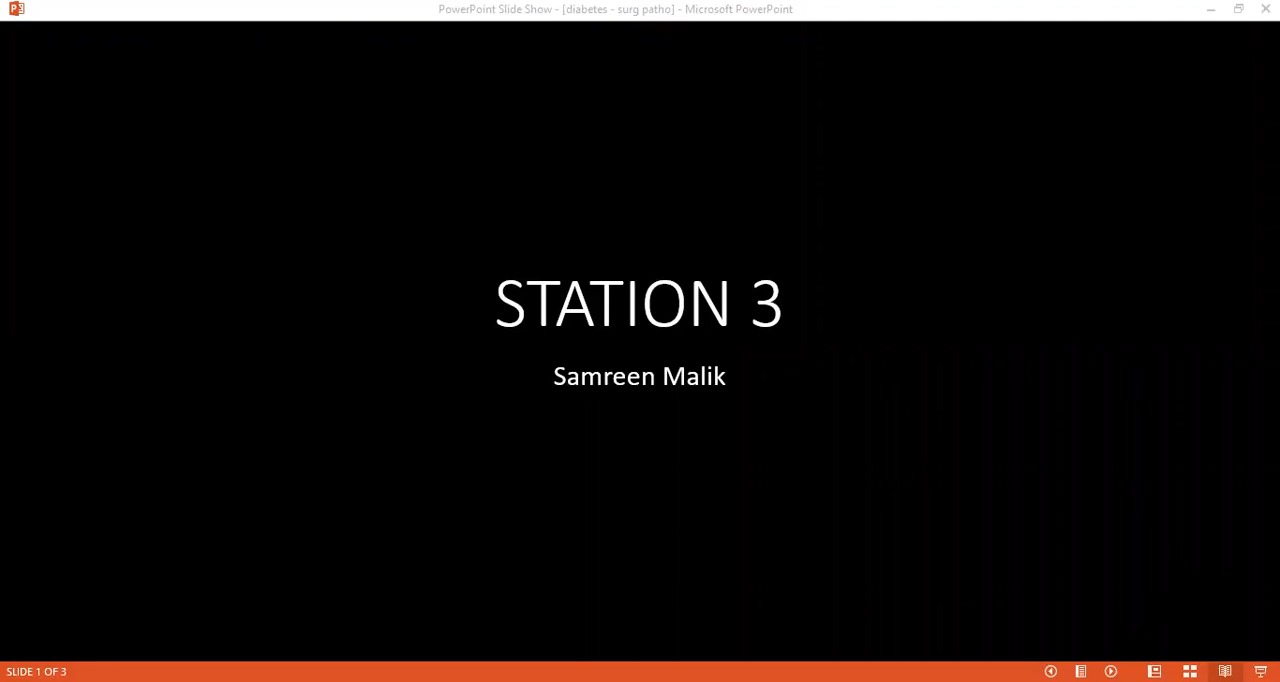 PowerPoint Slide Show - [diabetes - surg patho] - Microsoft PowerPoint
STATION 3
Samreen Malik
SLIDE 1 OF 3